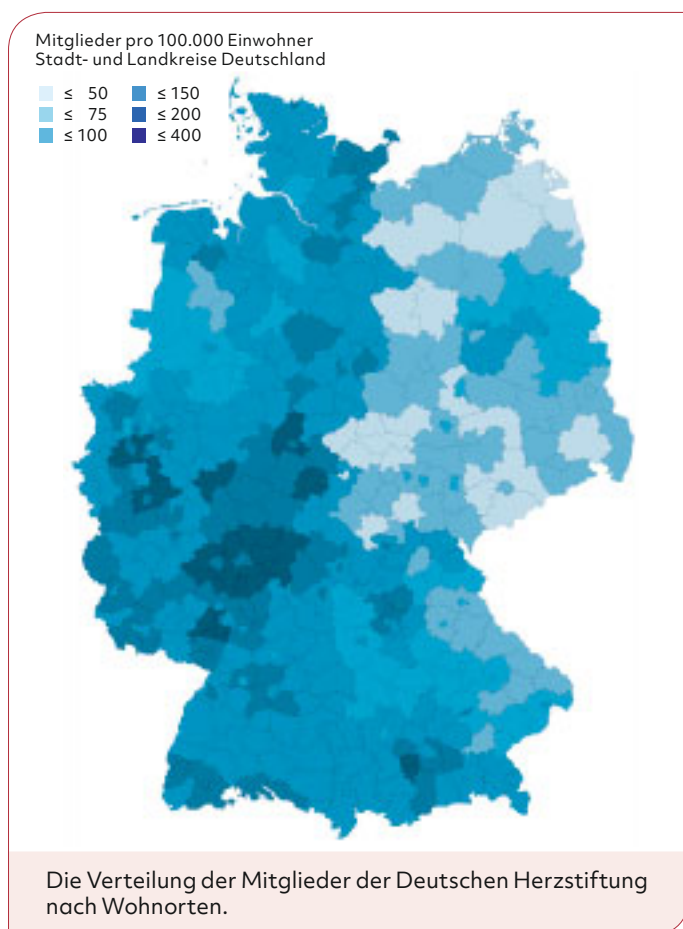 Mitglieder pro 100.000 Einwohner
Stadt- und Landkreise Deutschland
≤ 50
≤ 150
≤ 75
≤ 200
≤ 100
≤ 400
Die Verteilung der Mitglieder der Deutschen Herzstiftung
nach Wohnorten.